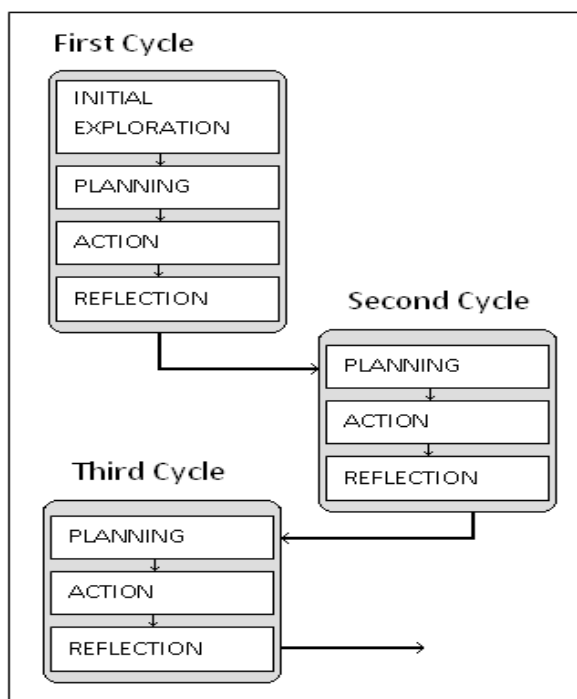 First Cycle
INITIAL
EXPLORATION
PLANNING
ACTION
REFLECTION
Second Cycle
PLANNING
ACTION
REFLECTION
Third Cycle
PLANNING
ACTION
REFLECTION